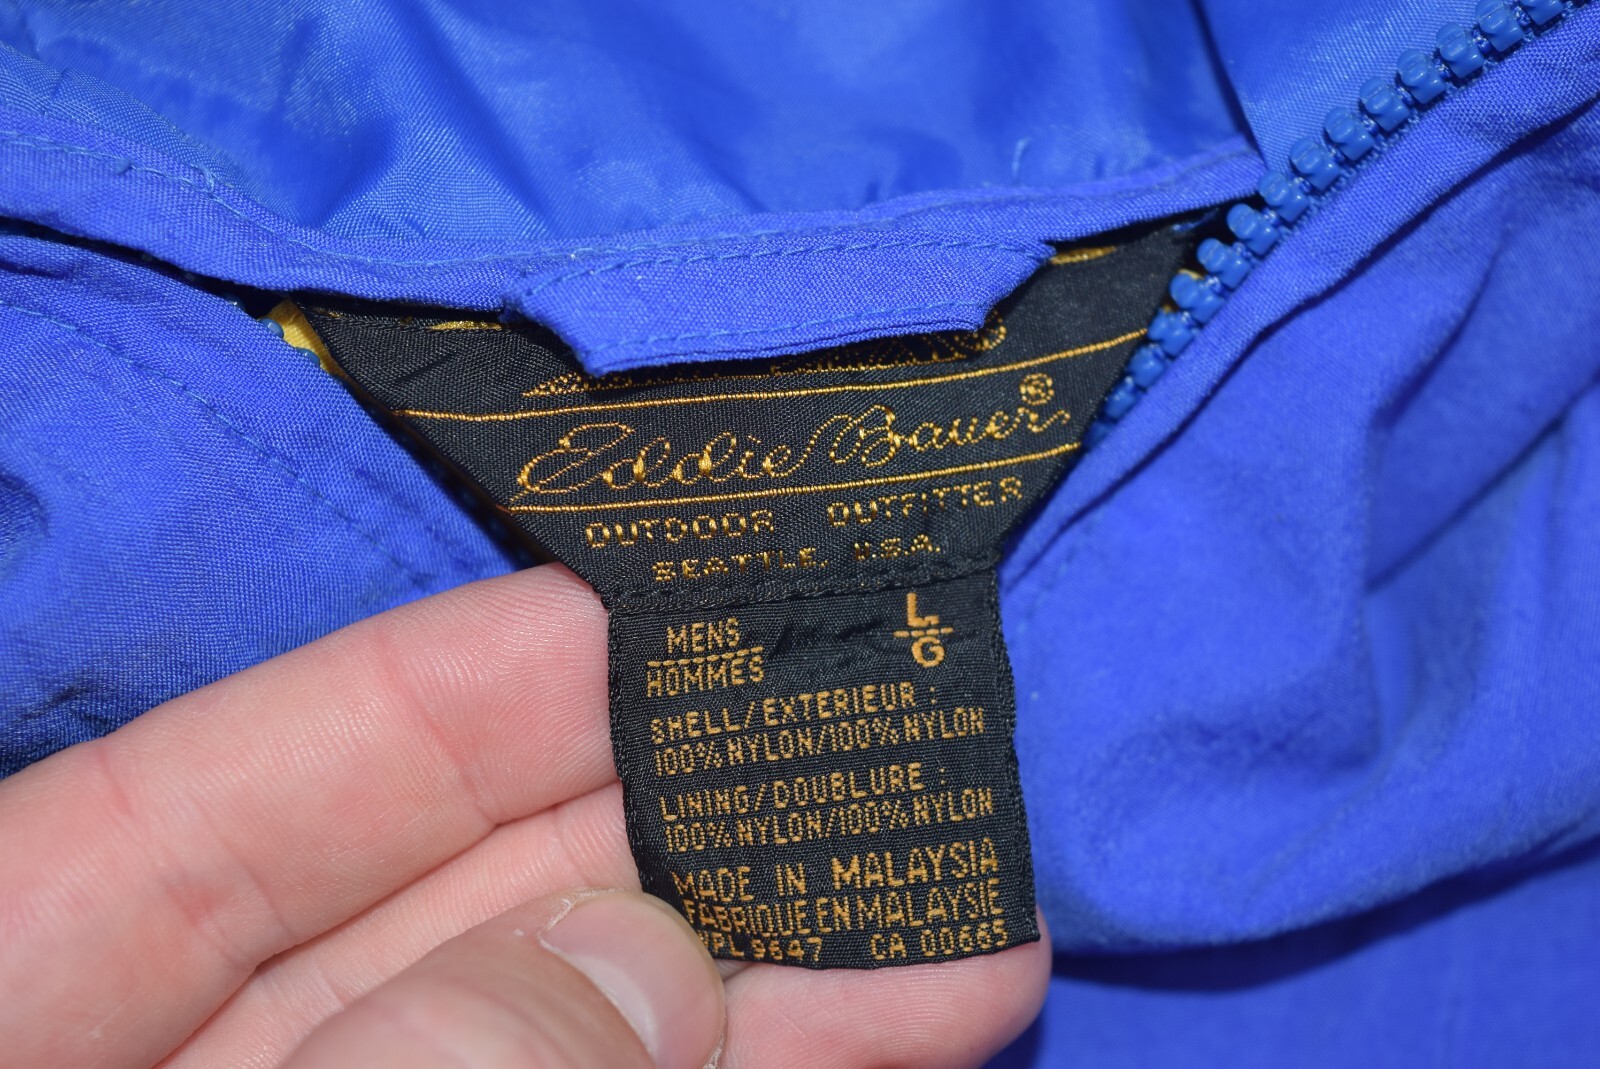 Eddie Bauer®
OUTDOOR OUTFITTER
SEATTLE, U.S.A.
MENS
HOMMES
L
G
SHELL/EXTERIEUR :
100% NYLON/100% NYLON
LINING/DOUBLURE :
100% NYLON/100% NYLON
MADE IN MALAYSIA
FABRIQUE EN MALAYSIE
PL 9647 CA 00665